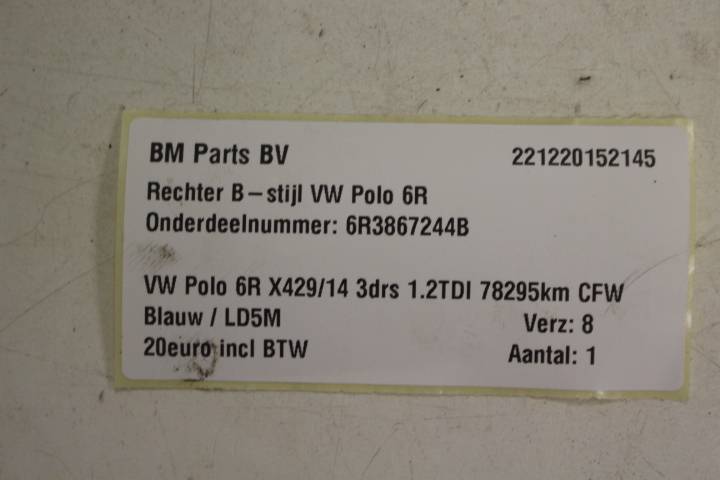 BM Parts BV 221220152145
Rechter B-stijl VW Polo 6R
Onderdeelnummer: 6R3867244B
VW Polo 6R X429/14 3drs 1.2TDI 78295km CFW
Blauw / LD5M Verz: 8
20euro incl BTW Aantal: 1